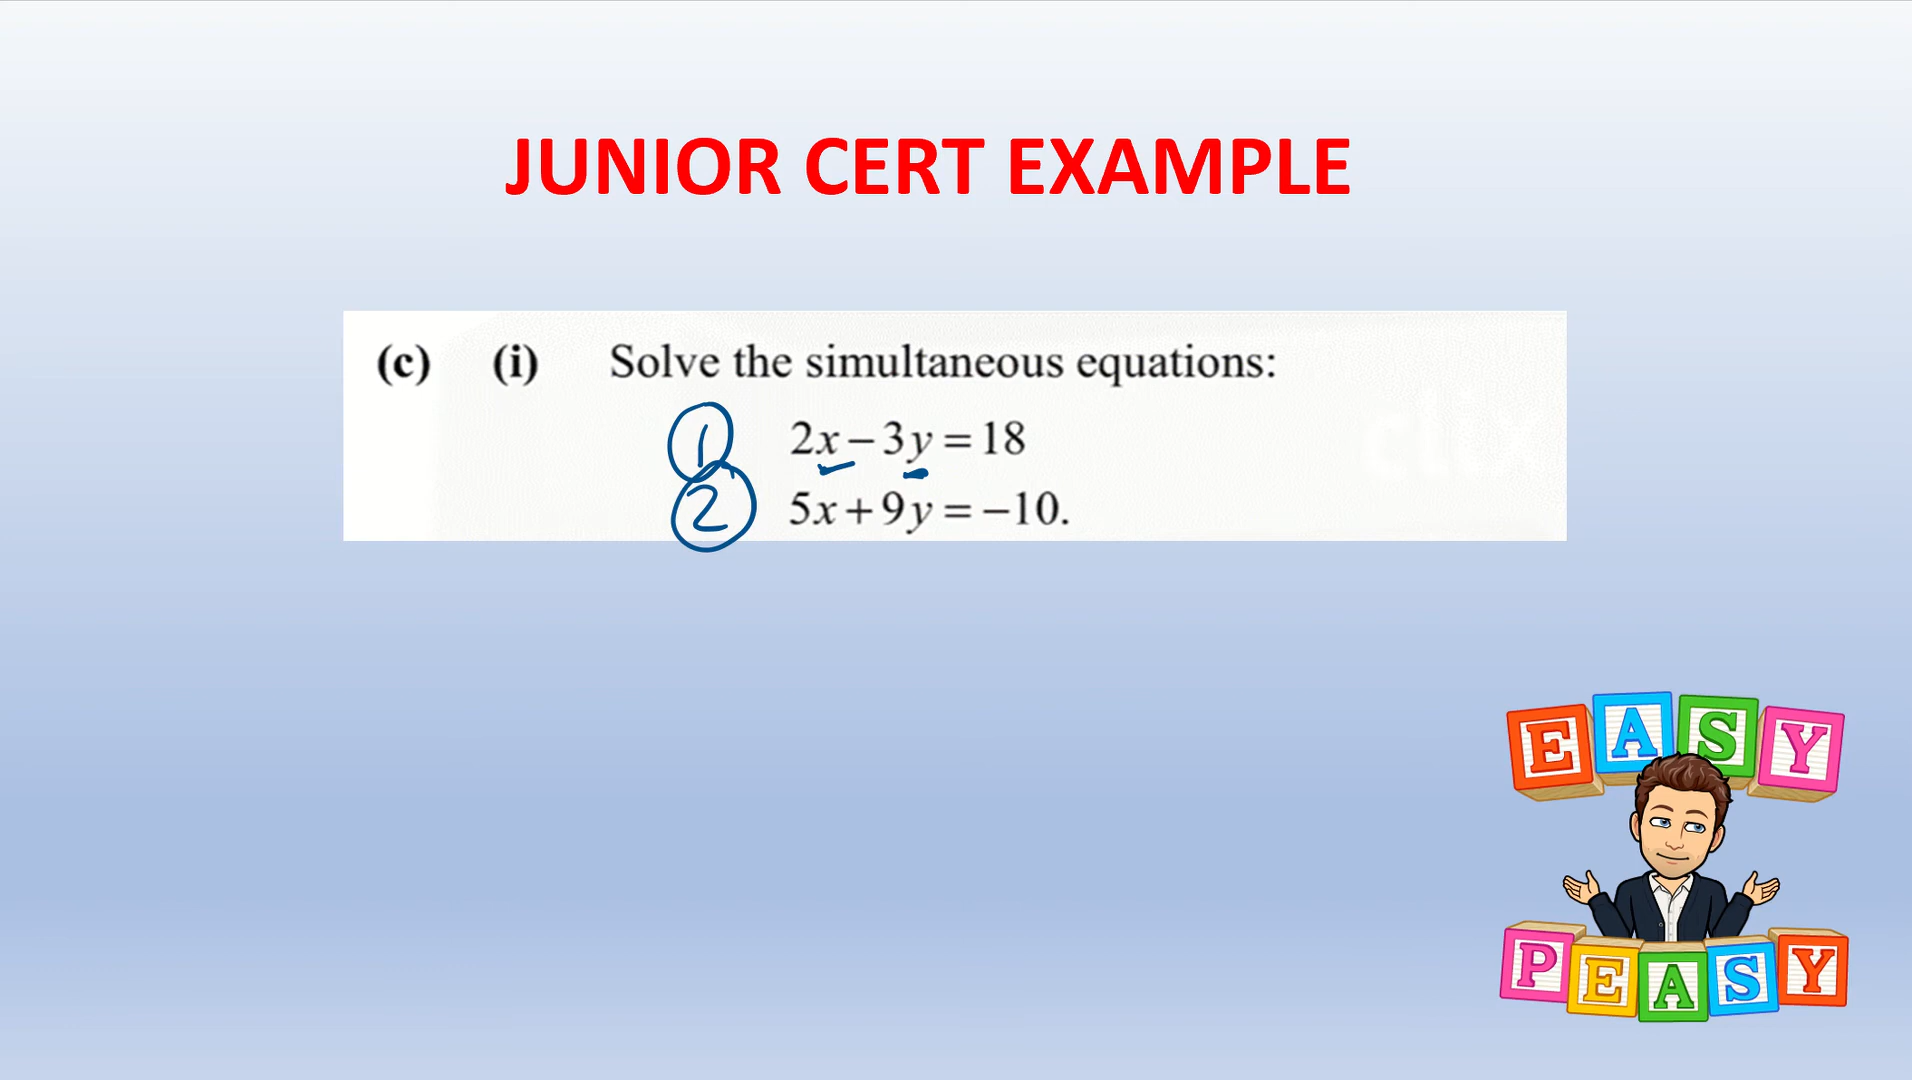 JUNIOR CERT EXAMPLE
(c) (i) Solve the simultaneous equations:
1 2x − 3y = 18
2 5x + 9y = −10.
EASY
PEASY